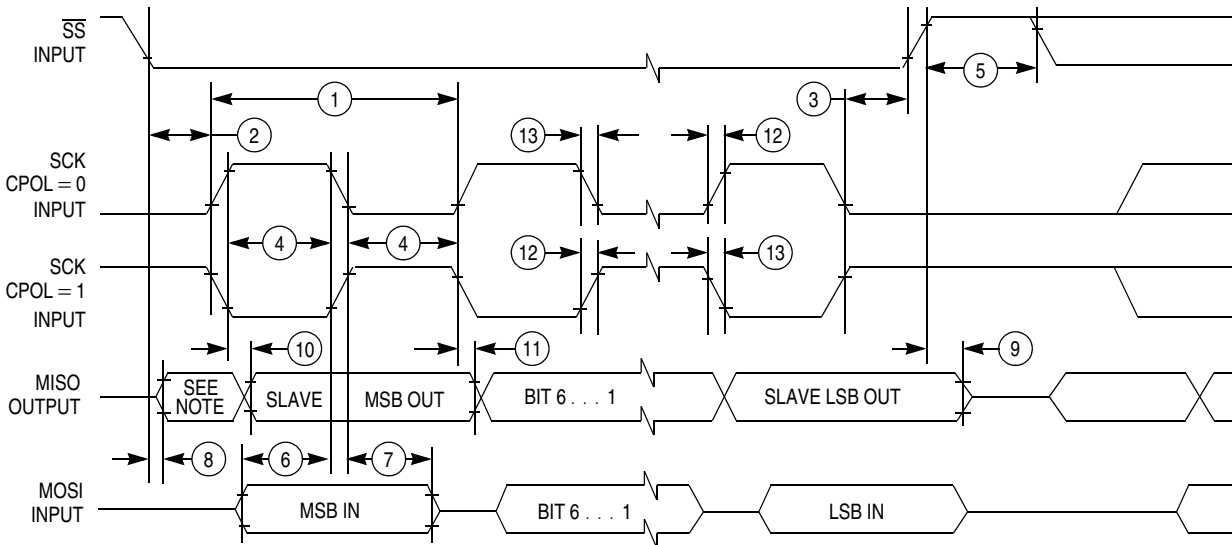 SS
INPUT
5
1
3
2
13
12
SCK
CPOL = 0
INPUT
4
4
SCK
CPOL = 1
INPUT
12
13
10
11
9
MISO
OUTPUT
SEE
NOTE
SLAVE
MSB OUT
BIT 6 . . . 1
SLAVE LSB OUT
8
6
7
MOSI
INPUT
MSB IN
BIT 6 . . . 1
LSB IN